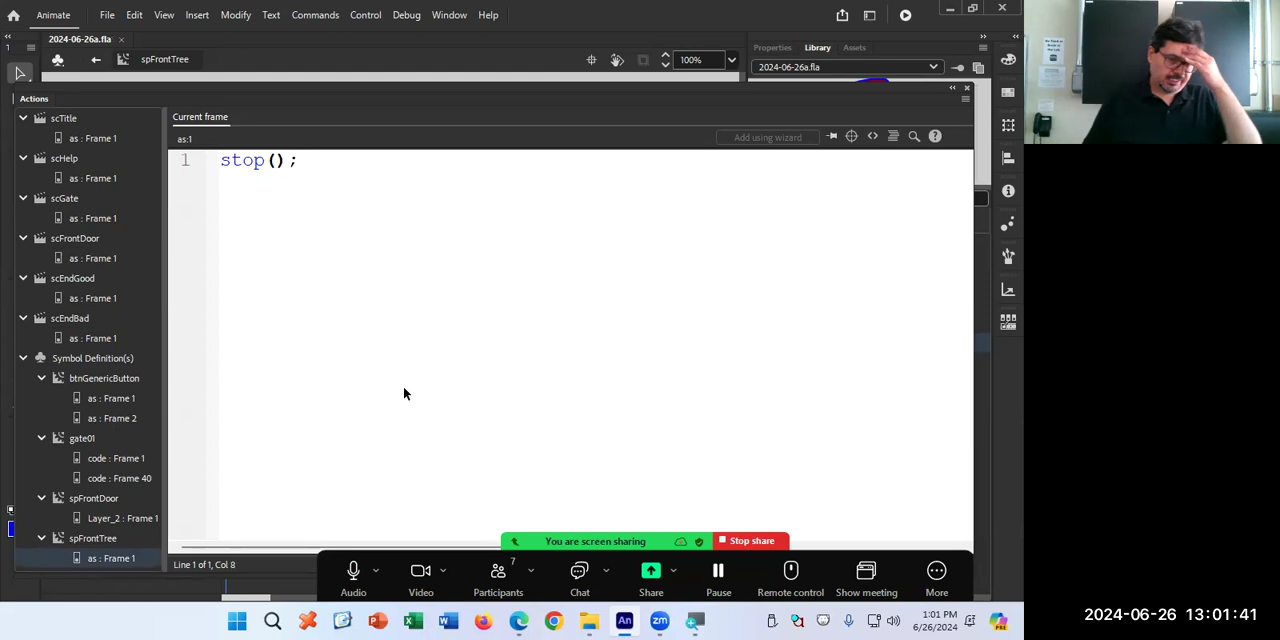 Animate File Edit View Insert Modify Text Commands Control Debug Window Help
2024-06-26a.fla
spFrontTree
100%
Properties Library Assets
2024-06-26a.fla
Actions
scTitle
as : Frame 1
scHelp
as : Frame 1
scGate
as : Frame 1
scFrontDoor
as : Frame 1
scEndGood
as : Frame 1
scEndBad
as : Frame 1
Symbol Definition(s)
btnGenericButton
as : Frame 1
as : Frame 2
gate01
code : Frame 1
code : Frame 40
spFrontDoor
Layer_2 : Frame 1
spFrontTree
as : Frame 1
Current frame
as:1
Add using wizard
1 stop();
You are screen sharing Stop share
Line 1 of 1, Col 8
7
Audio Video Participants Chat Share Pause Remote control Show meeting More
1:01 PM
6/26/2024
2024-06-26 13:01:41